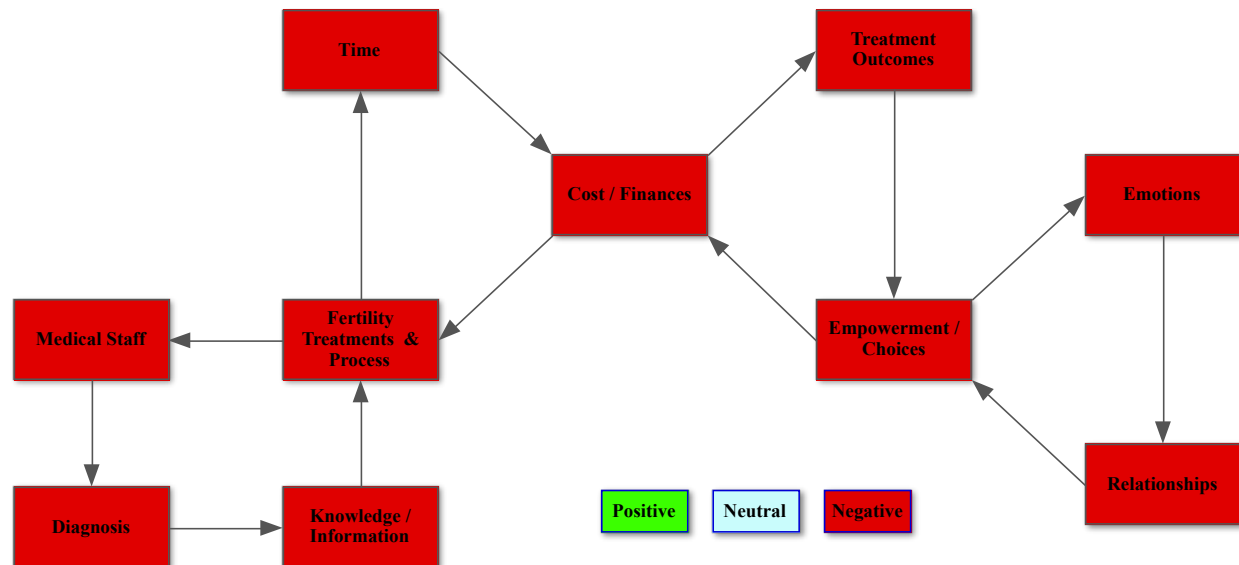 Time
Treatment
Outcomes
Cost / Finances
Emotions
Medical Staff
Fertility
Treatments & 
Process
Empowerment /
Choices
Relationships
Diagnosis
Knowledge /
Information
Positive
Neutral
Negative